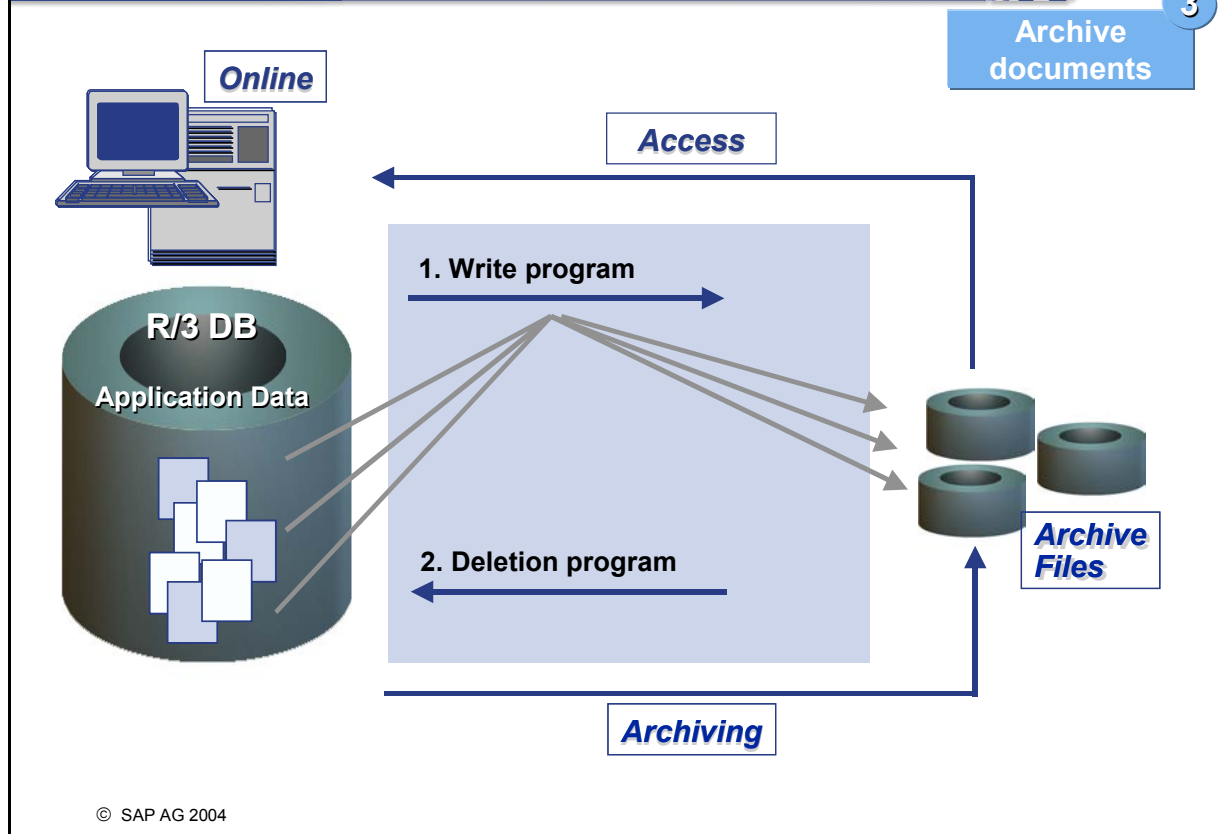 3
Archive
documents
Online
Access
1. Write program
R/3 DB
Application Data
Archive
Files
2. Deletion program
Archiving
© SAP AG 2004